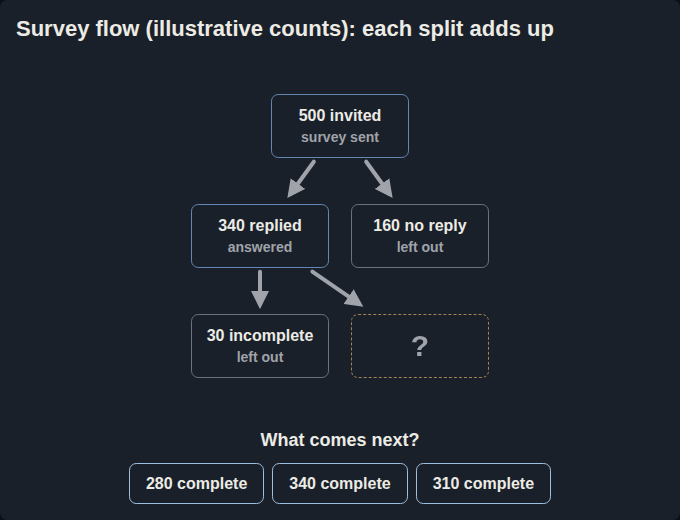 Survey flow (illustrative counts): each split adds up
500 invited
survey sent
340 replied
answered
160 no reply
left out
30 incomplete
left out
?
What comes next?
280 complete
340 complete
310 complete